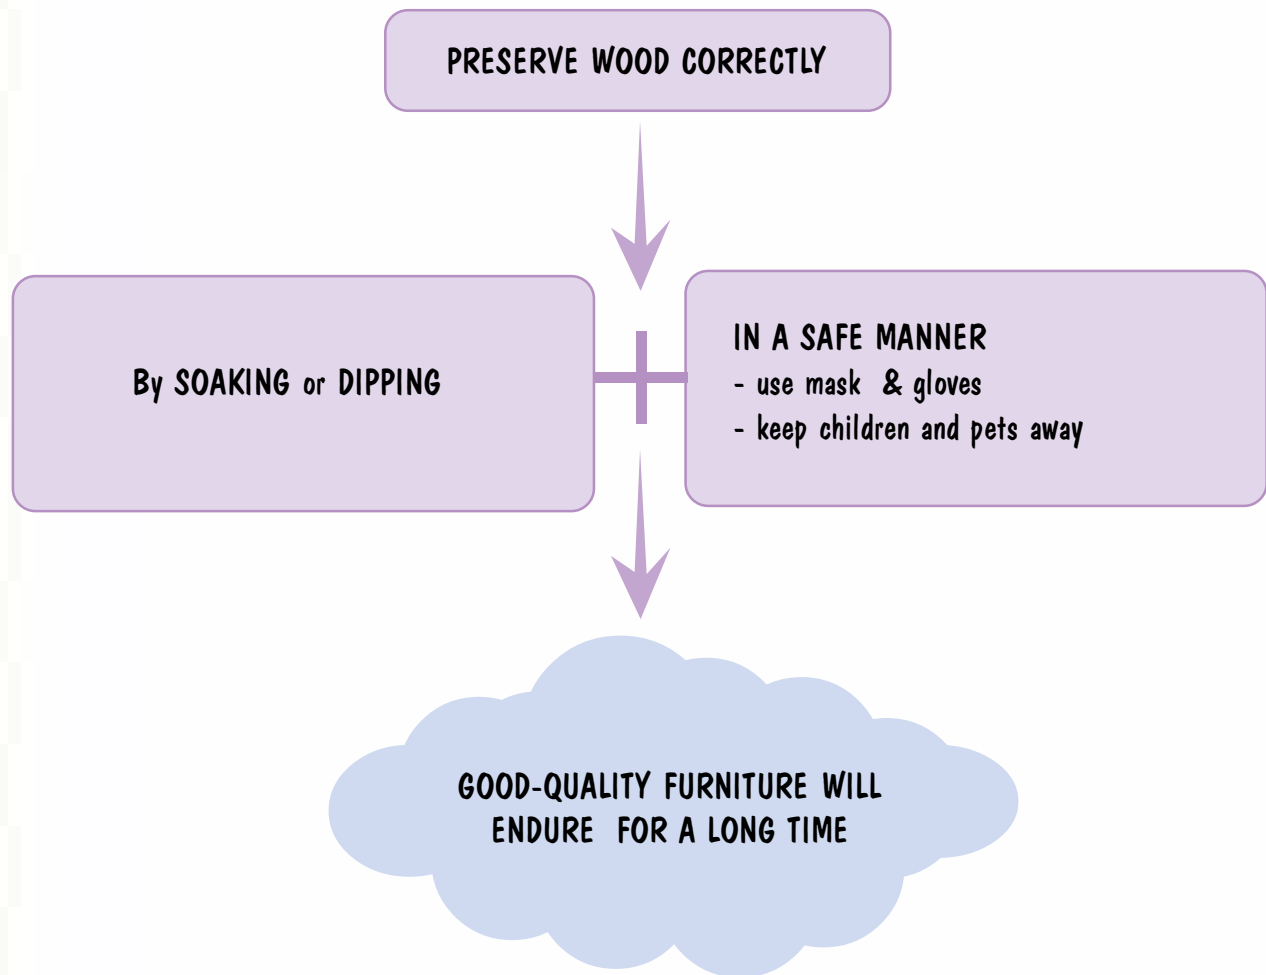 PRESERVE WOOD CORRECTLY
By SOAKING or DIPPING
IN A SAFE MANNER
- use mask & gloves
- keep children and pets away
GOOD-QUALITY FURNITURE WILL
ENDURE FOR A LONG TIME